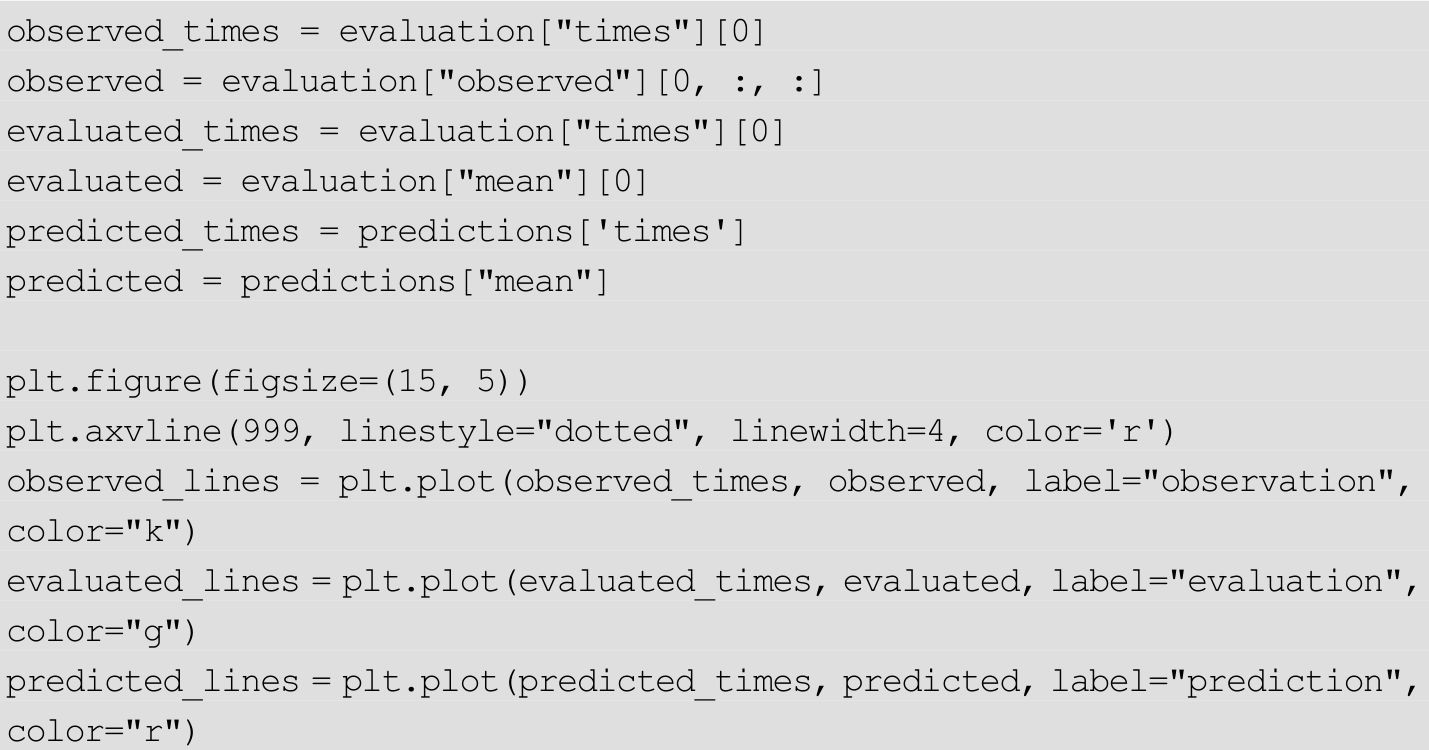 observed_times = evaluation["times"][0]
observed = evaluation["observed"][0, :, :]
evaluated_times = evaluation["times"][0]
evaluated = evaluation["mean"][0]
predicted_times = predictions['times']
predicted = predictions["mean"]

plt.figure(figsize=(15, 5))
plt.axvline(999, linestyle="dotted", linewidth=4, color='r')
observed_lines = plt.plot(observed_times, observed, label="observation",
color="k")
evaluated_lines = plt.plot(evaluated_times, evaluated, label="evaluation",
color="g")
predicted_lines = plt.plot(predicted_times, predicted, label="prediction",
color="r")